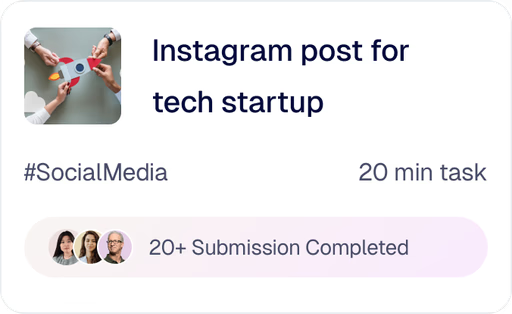 Instagram post for
tech startup
#SocialMedia
20 min task
20+ Submission Completed